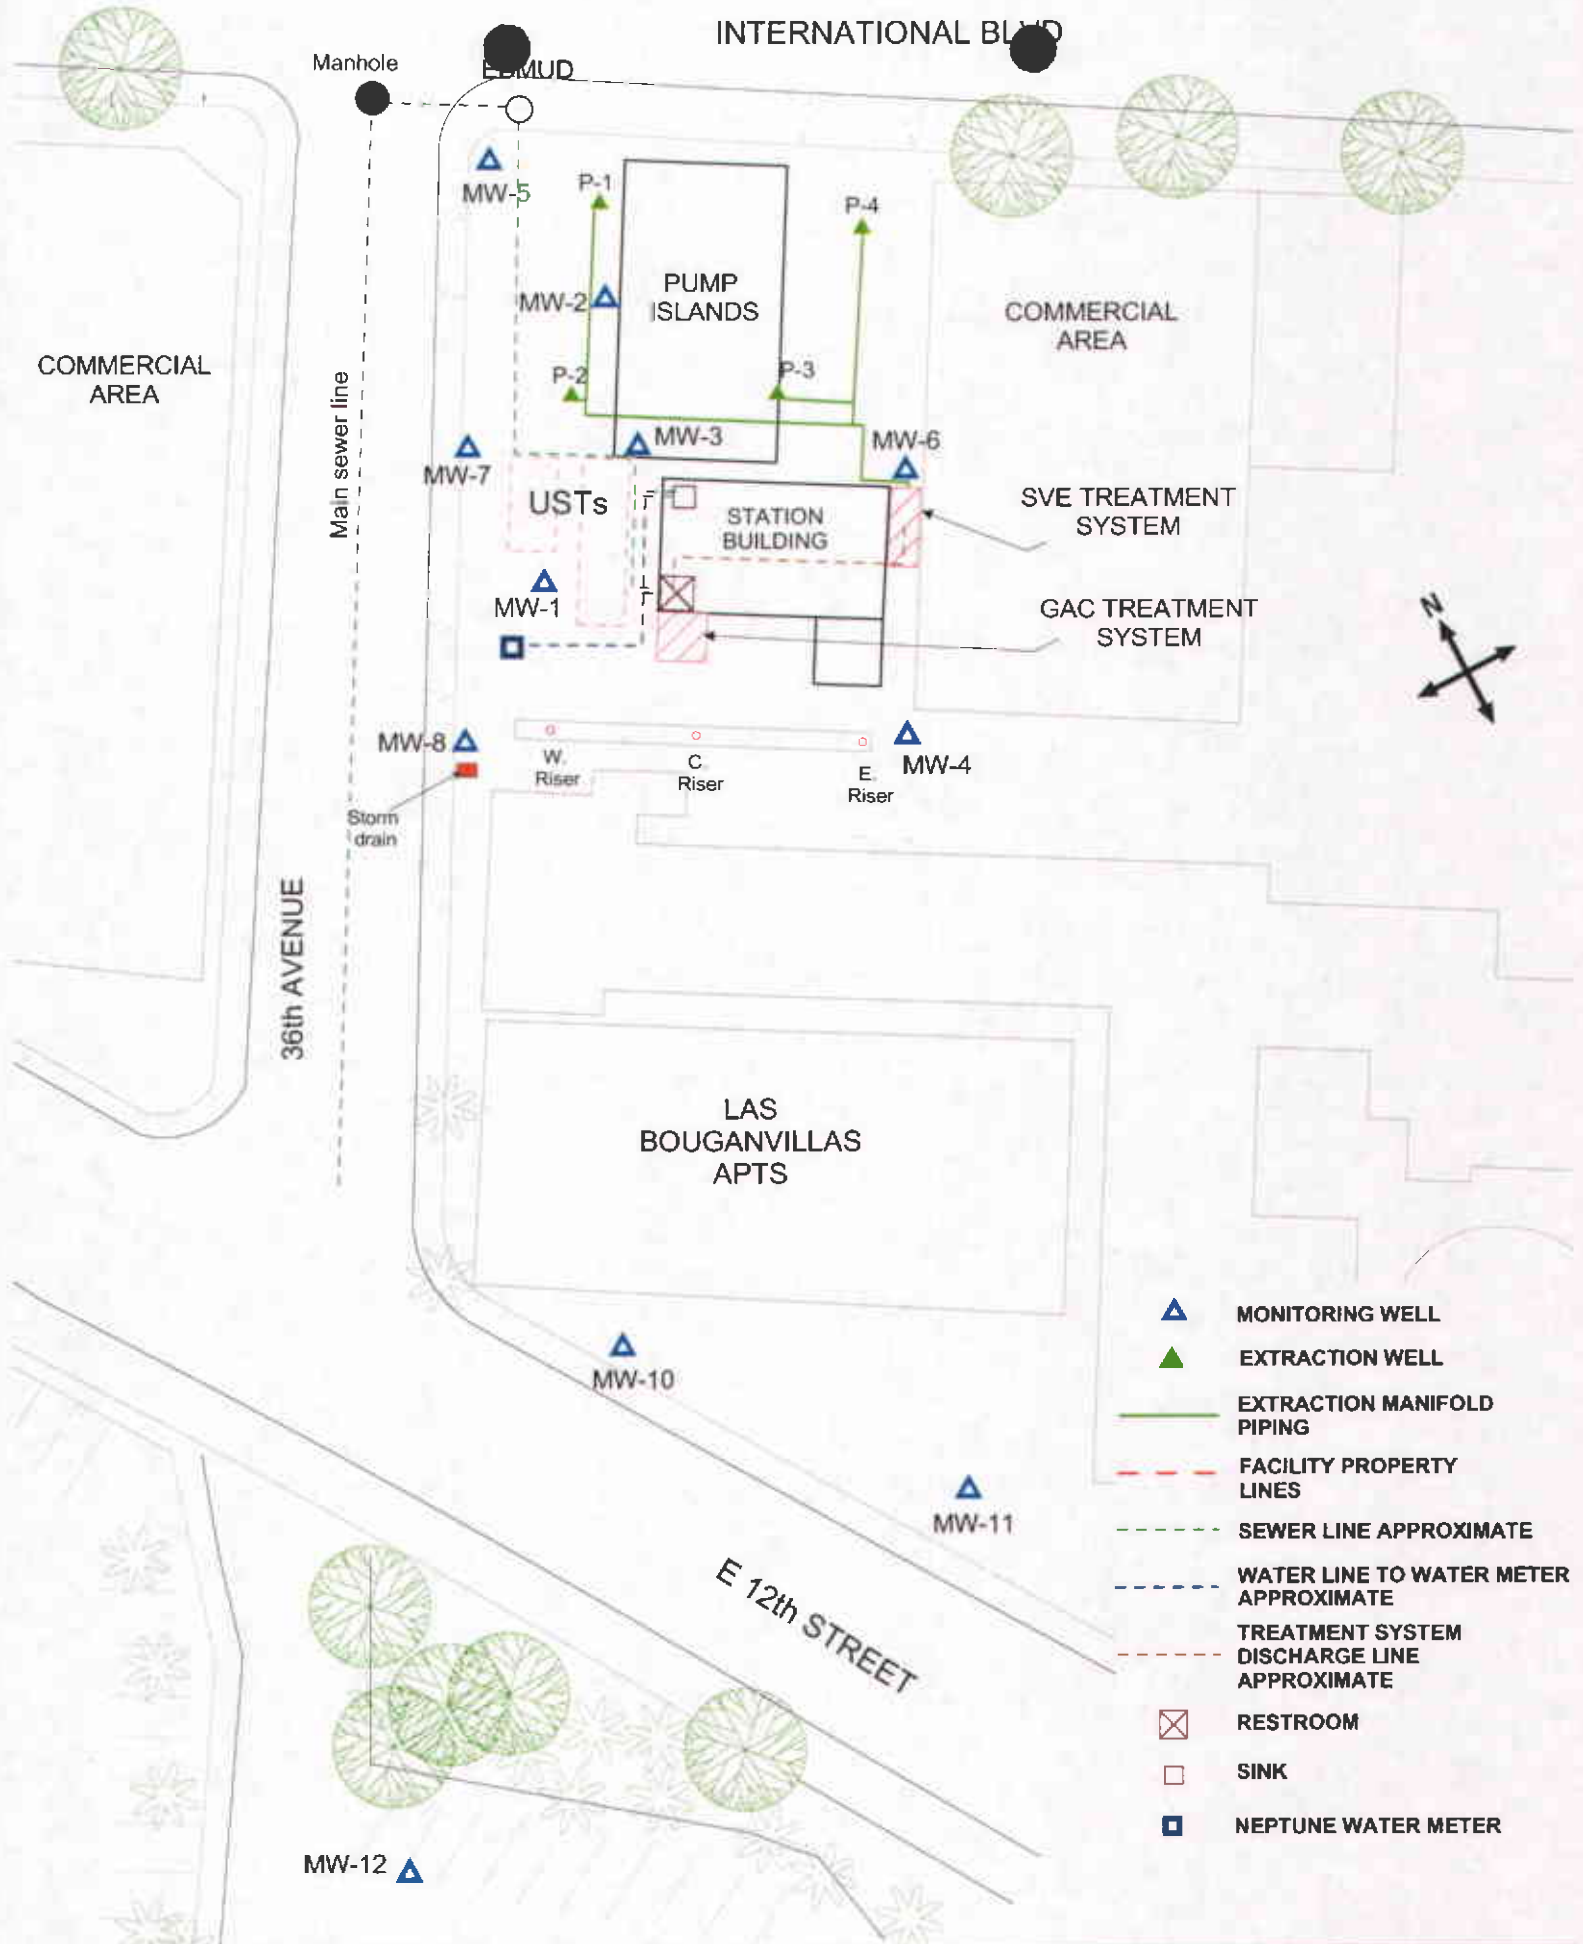 INTERNATIONAL BLVD
Manhole
EBMUD
MW-5
P-1
P-4
PUMP
ISLANDS
MW-2
COMMERCIAL
AREA
COMMERCIAL
AREA
P-2
P-3
Main sewer line
MW-3
MW-6
MW-7
USTs
STATION
BUILDING
SVE TREATMENT
SYSTEM
MW-1
GAC TREATMENT
SYSTEM
N
MW-8
W.
Riser
C.
Riser
E.
Riser
MW-4
Storm
drain
36th AVENUE
LAS
BOUGANVILLAS
APTS
MW-10
MW-11
E 12th STREET
MW-12
MONITORING WELL
EXTRACTION WELL
EXTRACTION MANIFOLD
PIPING
FACILITY PROPERTY
LINES
SEWER LINE APPROXIMATE
WATER LINE TO WATER METER
APPROXIMATE
TREATMENT SYSTEM
DISCHARGE LINE
APPROXIMATE
RESTROOM
SINK
NEPTUNE WATER METER